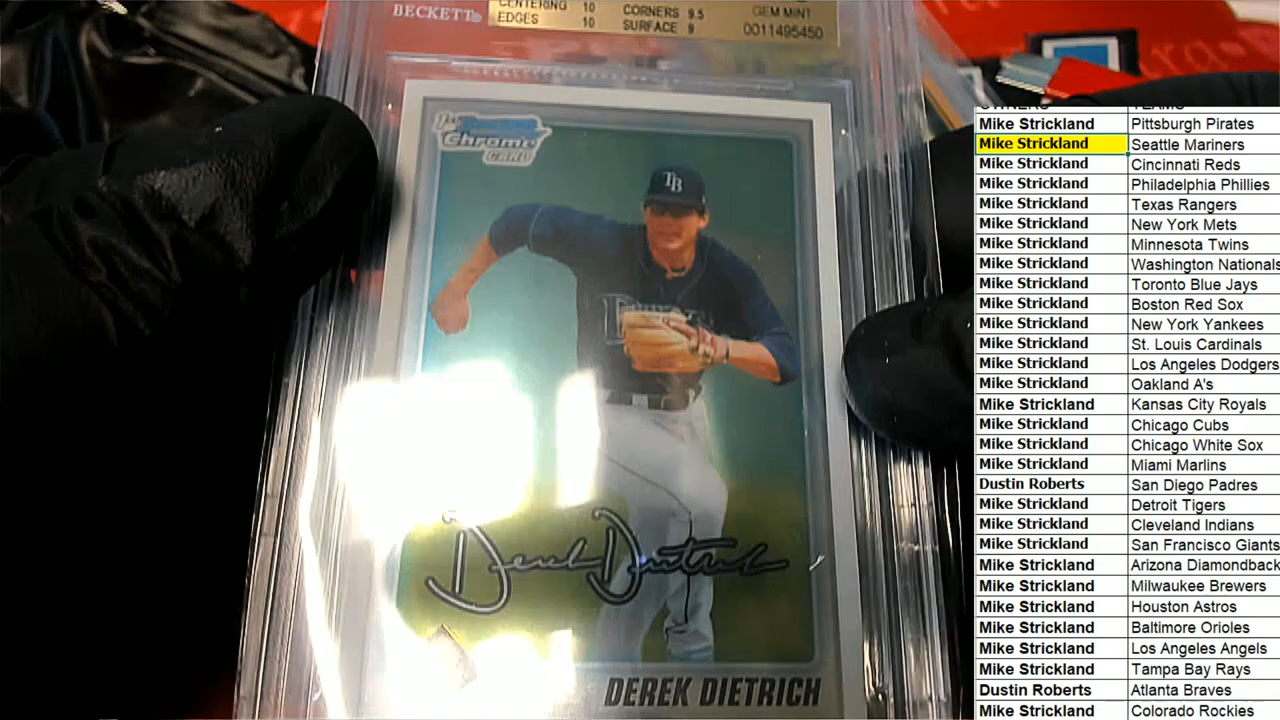 BECKETT
CENTERING 10 CORNERS 9.5
EDGES 10 SURFACE 9
GEM MINT
0011495450
1st Bowman
Chrome
CARD
TB
Derek Dietrich
DEREK DIETRICH
OWNERS TEAMS
Mike Strickland Pittsburgh Pirates
Mike Strickland Seattle Mariners
Mike Strickland Cincinnati Reds
Mike Strickland Philadelphia Phillies
Mike Strickland Texas Rangers
Mike Strickland New York Mets
Mike Strickland Minnesota Twins
Mike Strickland Washington Nationals
Mike Strickland Toronto Blue Jays
Mike Strickland Boston Red Sox
Mike Strickland New York Yankees
Mike Strickland St. Louis Cardinals
Mike Strickland Los Angeles Dodgers
Mike Strickland Oakland A's
Mike Strickland Kansas City Royals
Mike Strickland Chicago Cubs
Mike Strickland Chicago White Sox
Mike Strickland Miami Marlins
Dustin Roberts San Diego Padres
Mike Strickland Detroit Tigers
Mike Strickland Cleveland Indians
Mike Strickland San Francisco Giants
Mike Strickland Arizona Diamondback
Mike Strickland Milwaukee Brewers
Mike Strickland Houston Astros
Mike Strickland Baltimore Orioles
Mike Strickland Los Angeles Angels
Mike Strickland Tampa Bay Rays
Dustin Roberts Atlanta Braves
Mike Strickland Colorado Rockies